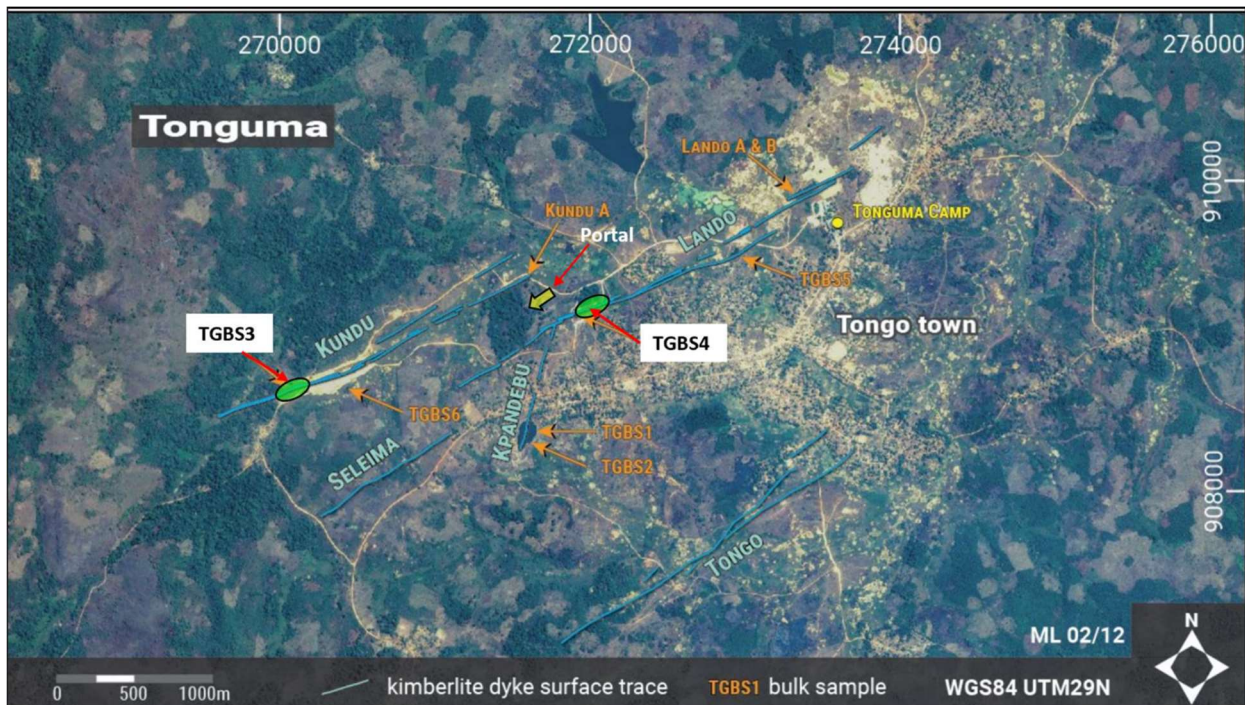 270000
272000
274000
276000
Tonguma
LANDO A & B
910000
KUNDU A
TONGUMA CAMP
Portal
LANDO
TGBS5
TGBS3
KUNDU
TGBS4
Tongo town
TGBS6
KPANDEBU
TGBS1
SELEIMA
TGBS2
908000
TONGO
ML 02/12
N
0 500 1000m
kimberlite dyke surface trace
TGBS1 bulk sample
WGS84 UTM29N